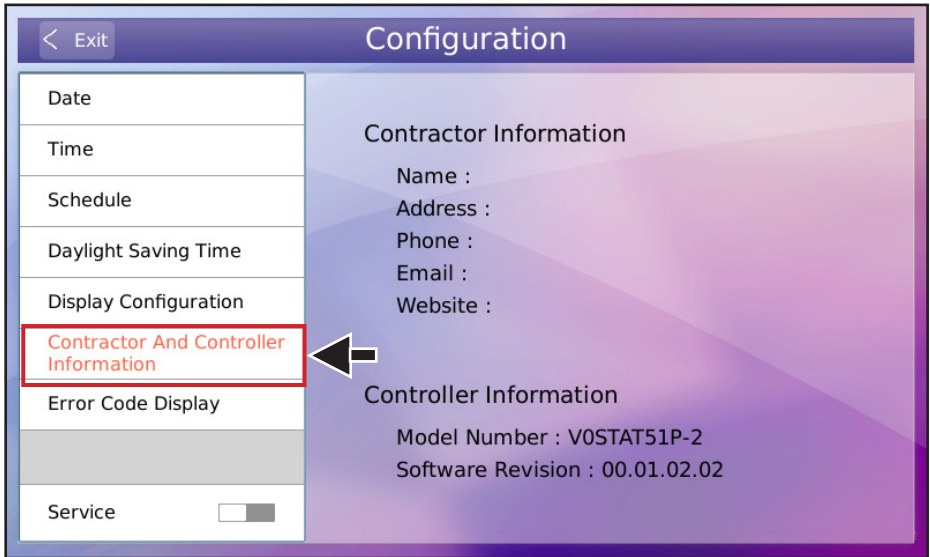 Exit
Configuration
Date
Time
Schedule
Daylight Saving Time
Display Configuration
Contractor And Controller
Information
Error Code Display
Service
Contractor Information
Name :
Address :
Phone :
Email :
Website :
Controller Information
Model Number : V0STAT51P-2
Software Revision : 00.01.02.02